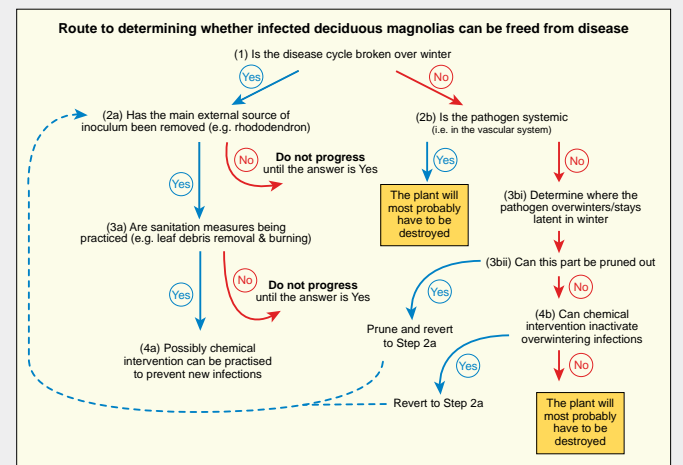 Route to determining whether infected deciduous magnolias can be freed from disease
(1) Is the disease cycle broken over winter
Yes
No
(2a) Has the main external source of
inoculum been removed (e.g. rhododendron)
(2b) Is the pathogen systemic
(i.e. in the vascular system)
No
Do not progress
until the answer is Yes
Yes
Yes
No
The plant will
most probably
have to be
destroyed
(3bi) Determine where the
pathogen overwinters/stays
latent in winter
(3a) Are sanitation measures being
practiced (e.g. leaf debris removal & burning)
(3bii) Can this part be pruned out
Yes
No
Do not progress
until the answer is Yes
Yes
No
Prune and revert
to Step 2a
(4b) Can chemical
intervention inactivate
overwintering infections
(4a) Possibly chemical
intervention can be practised
to prevent new infections
Yes
No
Revert to Step 2a
The plant will
most probably
have to be
destroyed